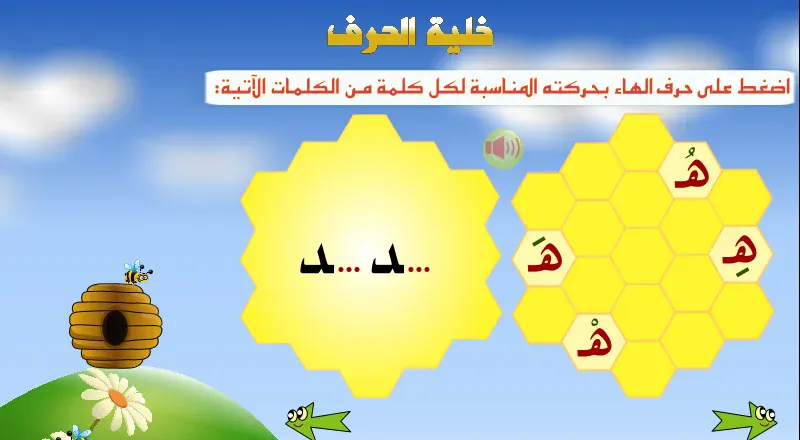 خلية الحرف
اضغط على حرف الهاء بحركته المناسبة لكل كلمة من الكلمات الآتية:
هُـ
...ـد ...ـد
هَـ
هِـ
هْـ